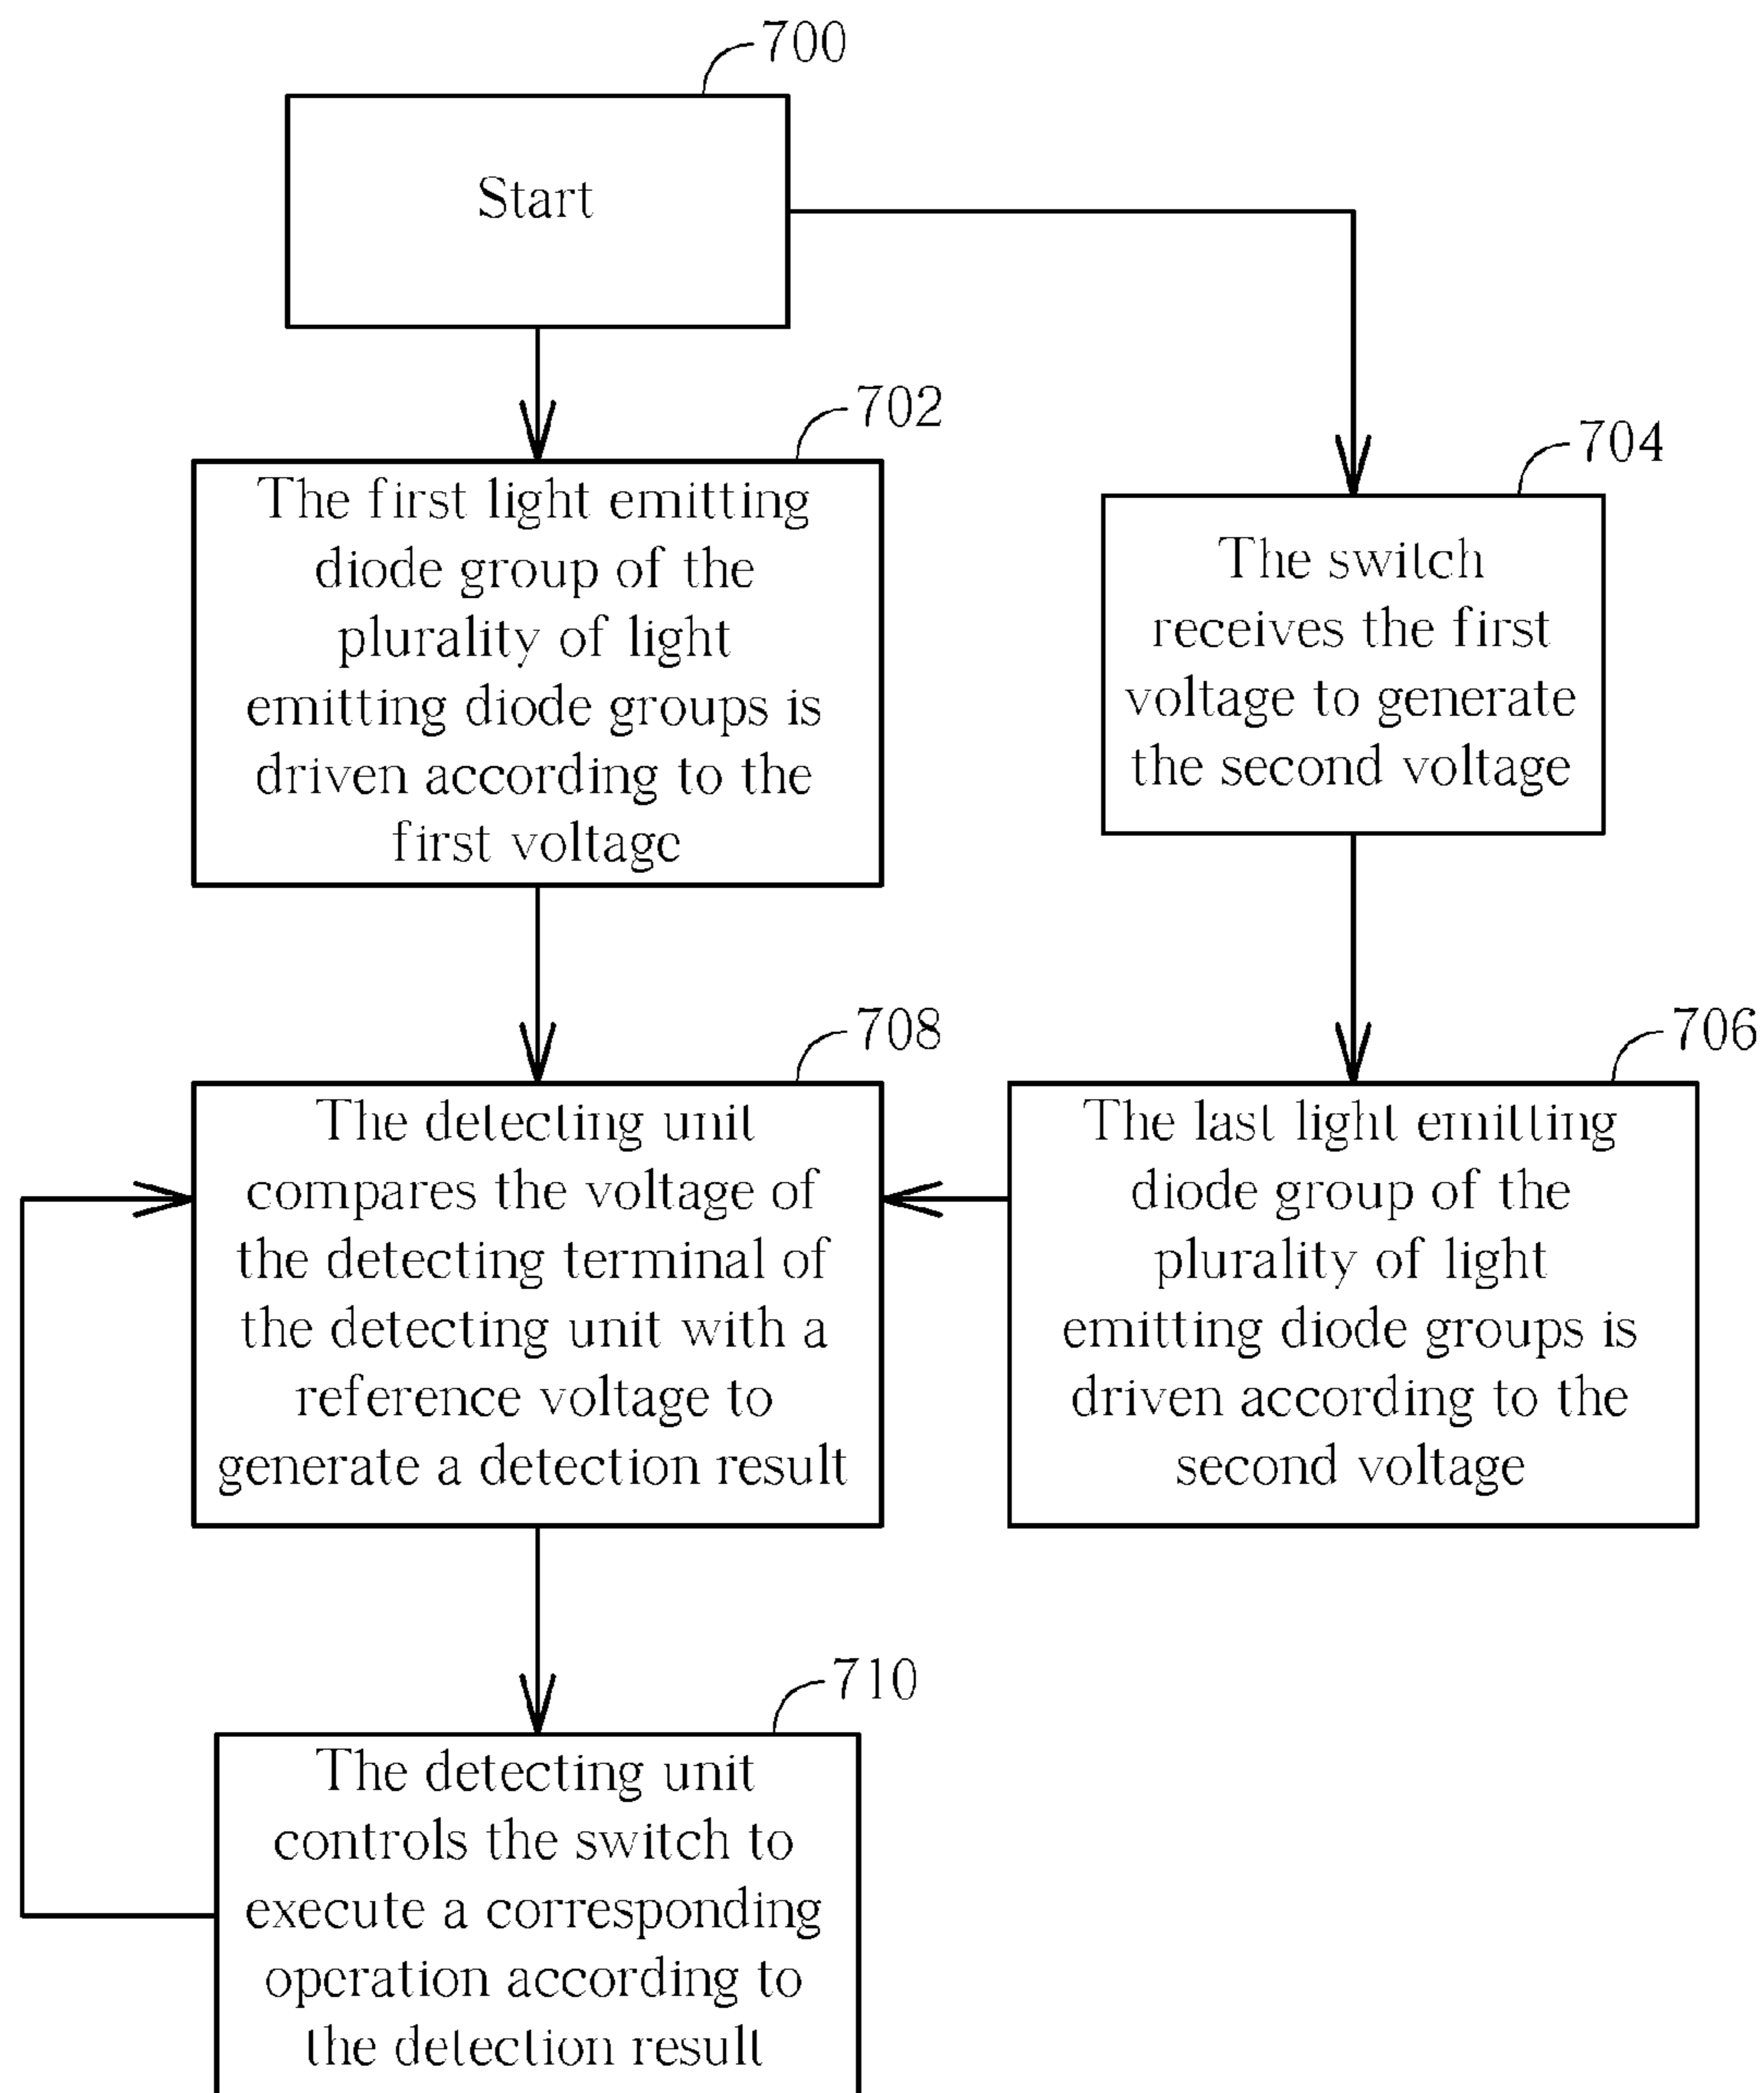 700
Start
702
The first light emitting
diode group of the
plurality of light
emitting diode groups is
driven according to the
first voltage
704
The switch
receives the first
voltage to generate
the second voltage
708
The detecting unit
compares the voltage of
the detecting terminal of
the detecting unit with a
reference voltage to
generate a detection result
706
The last light emitting
diode group of the
plurality of light
emitting diode groups is
driven according to the
second voltage
710
The detecting unit
controls the switch to
execute a corresponding
operation according to
the detection result